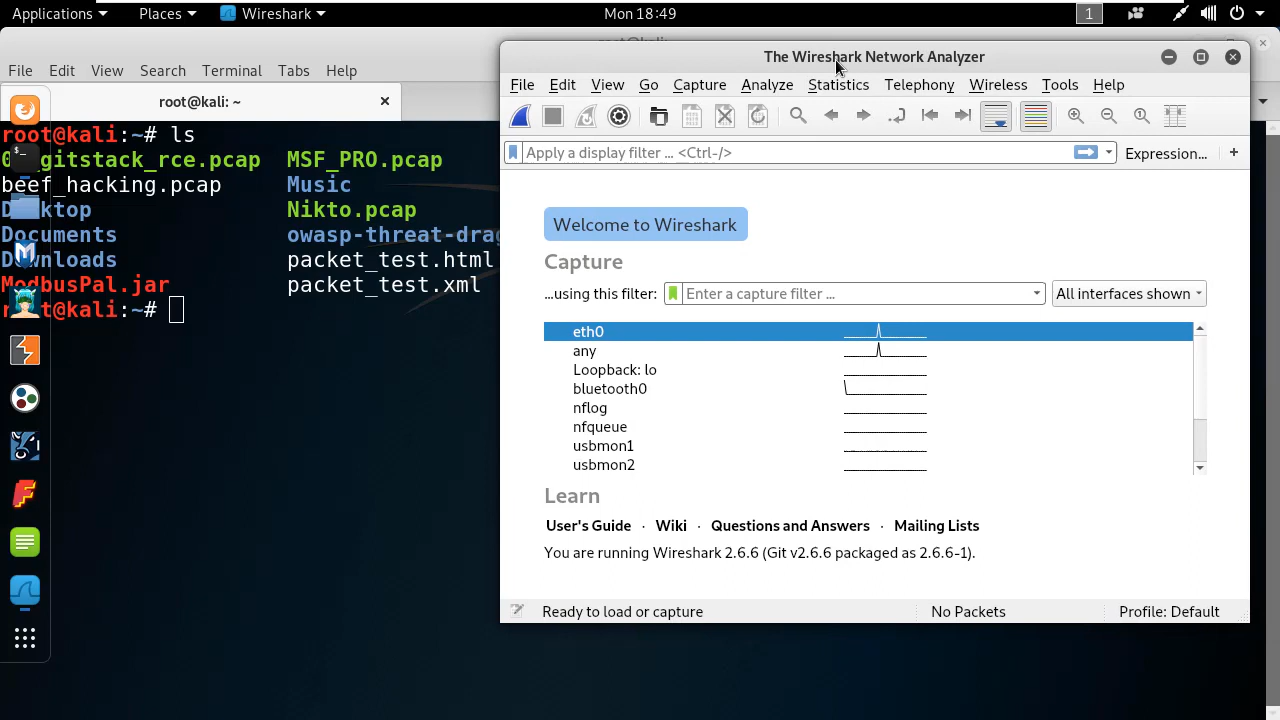 Applications Places Wireshark Mon 18:49 1
File Edit View Search Terminal Tabs Help
root@kali: ~
root@kali:~# ls
gitstack_rce.pcap MSF_PRO.pcap
beef_hacking.pcap Music
Desktop Nikto.pcap
Documents owasp-threat-drag
Downloads packet_test.html
ModbusPal.jar packet_test.xml
root@kali:~#
The Wireshark Network Analyzer
File Edit View Go Capture Analyze Statistics Telephony Wireless Tools Help
Apply a display filter ... <Ctrl-/> Expression... +
Welcome to Wireshark
Capture
...using this filter: Enter a capture filter ... All interfaces shown
eth0
any
Loopback: lo
bluetooth0
nflog
nfqueue
usbmon1
usbmon2
Learn
User's Guide · Wiki · Questions and Answers · Mailing Lists
You are running Wireshark 2.6.6 (Git v2.6.6 packaged as 2.6.6-1).
Ready to load or capture No Packets Profile: Default